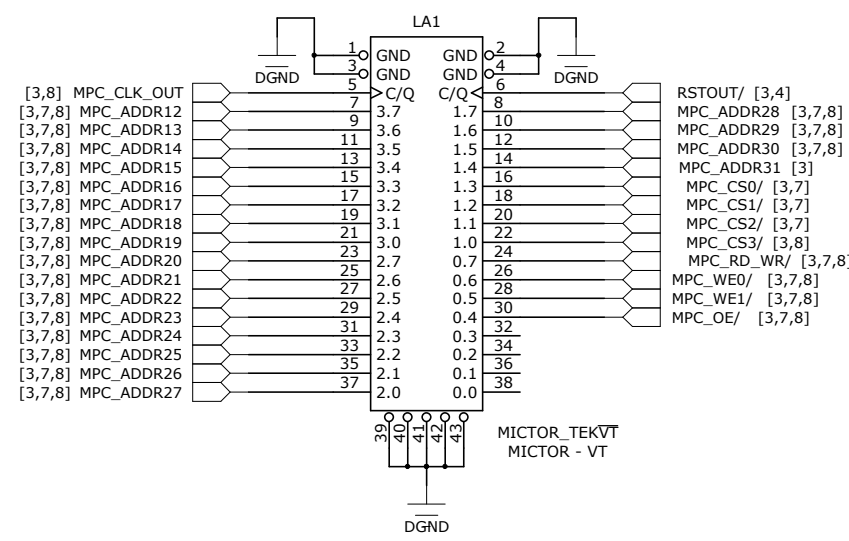 LA1
1 GND GND 2
3 GND GND 4
DGND DGND
[3,8] MPC_CLK_OUT 5 C/Q C/Q 6 RSTOUT/ [3,4]
[3,7,8] MPC_ADDR12 7 3.7 1.7 8 MPC_ADDR28 [3,7,8]
[3,7,8] MPC_ADDR13 9 3.6 1.6 10 MPC_ADDR29 [3,7,8]
[3,7,8] MPC_ADDR14 11 3.5 1.5 12 MPC_ADDR30 [3,7,8]
[3,7,8] MPC_ADDR15 13 3.4 1.4 14 MPC_ADDR31 [3]
[3,7,8] MPC_ADDR16 15 3.3 1.3 16 MPC_CS0/ [3,7]
[3,7,8] MPC_ADDR17 17 3.2 1.2 18 MPC_CS1/ [3,7]
[3,7,8] MPC_ADDR18 19 3.1 1.1 20 MPC_CS2/ [3,7]
[3,7,8] MPC_ADDR19 21 3.0 1.0 22 MPC_CS3/ [3,8]
[3,7,8] MPC_ADDR20 23 2.7 0.7 24 MPC_RD_WR/ [3,7,8]
[3,7,8] MPC_ADDR21 25 2.6 0.6 26 MPC_WE0/ [3,7,8]
[3,7,8] MPC_ADDR22 27 2.5 0.5 28 MPC_WE1/ [3,7,8]
[3,7,8] MPC_ADDR23 29 2.4 0.4 30 MPC_OE/ [3,7,8]
[3,7,8] MPC_ADDR24 31 2.3 0.3 32
[3,7,8] MPC_ADDR25 33 2.2 0.2 34
[3,7,8] MPC_ADDR26 35 2.1 0.1 36
[3,7,8] MPC_ADDR27 37 2.0 0.0 38
39 40 41 42 43
MICTOR_TEKVT
MICTOR - VT
DGND